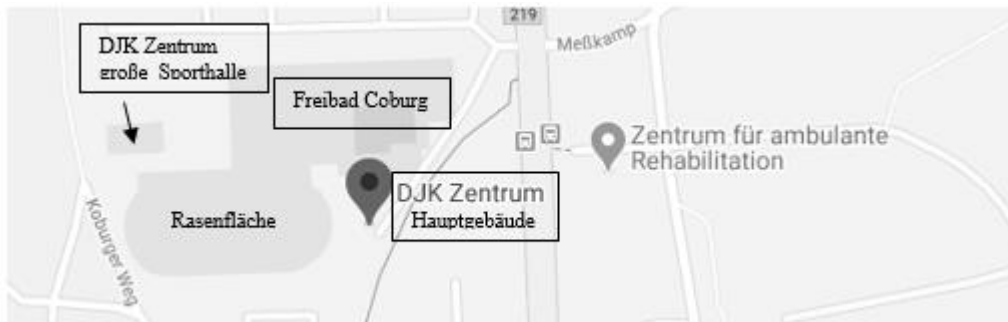 219
Meßkamp
DJK Zentrum
große Sporthalle
Freibad Coburg
Zentrum für ambulante
Rehabilitation
DJK Zentrum
Hauptgebäude
Rasenfläche
Koburger Weg